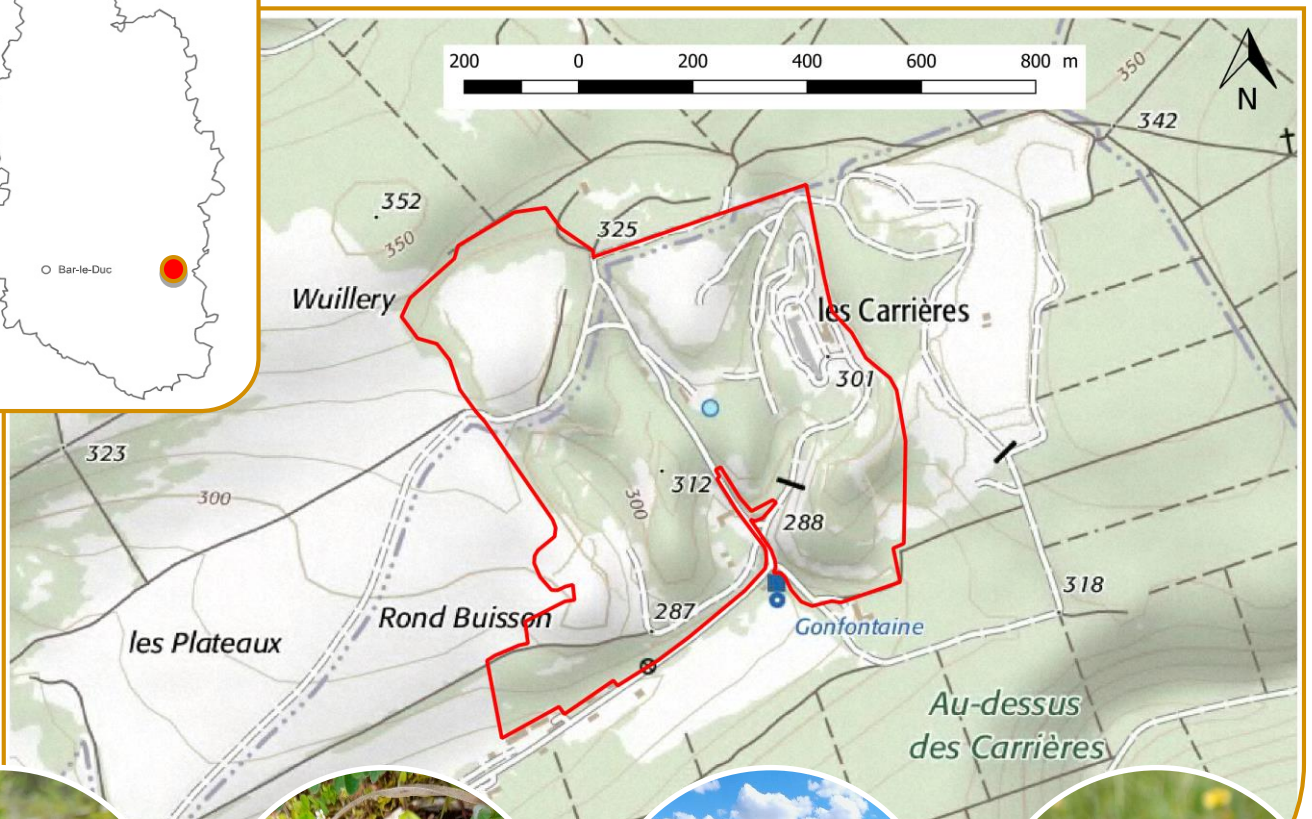 200 0 200 400 600 800 m
N
350
342
Bar-le-Duc
352
350
325
Wuillery
les Carrières
301
323
300
300
312
288
318
287
Rond Buisson
Gonfontaine
les Plateaux
Au-dessus
des Carrières